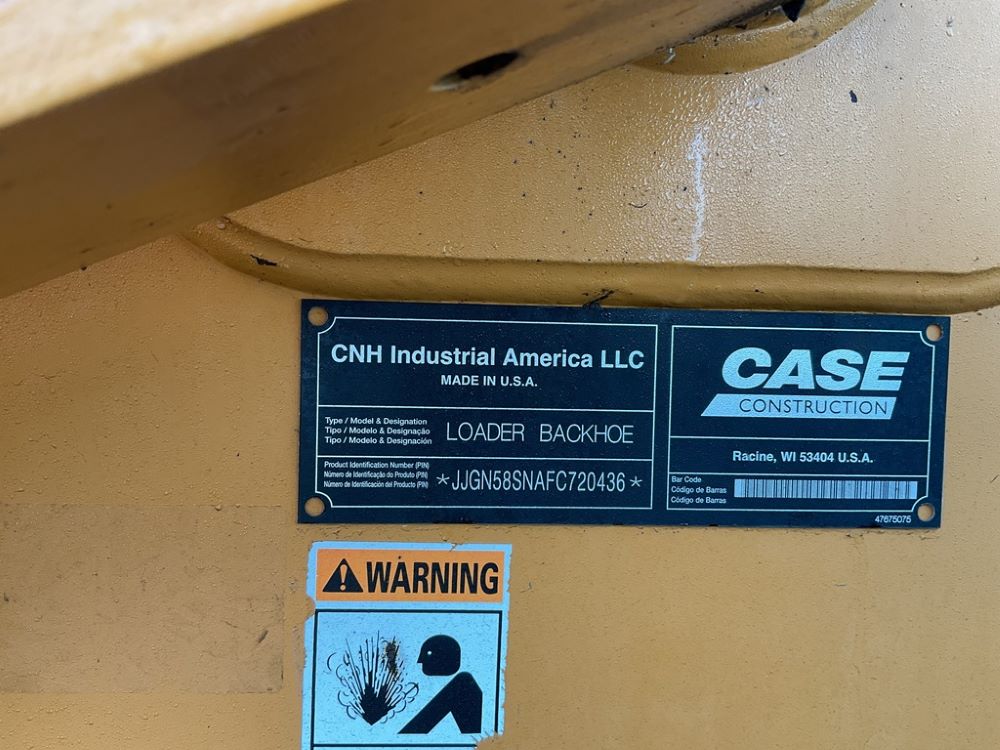 CNH Industrial America LLC
MADE IN U.S.A.
Type / Model & Designation
Tipo / Modelo & Designação
Tipo / Modelo & Designación
LOADER BACKHOE
Product Identification Number (PIN)
Número de Identificação do Produto (PIN)
Número de Identificación del Producto (PIN)
*JJGN58SNAFC720436*
CASE
CONSTRUCTION
Racine, WI 53404 U.S.A.
Bar Code
Código de Barras
Código de Barras
47675075
WARNING